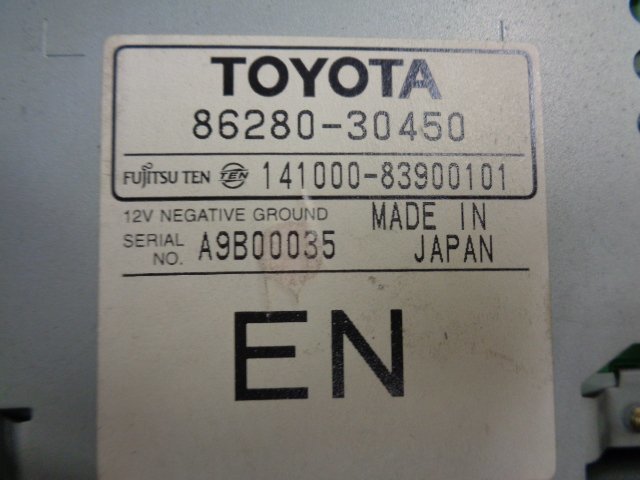 TOYOTA
86280-30450
FUJITSU TEN TEN 141000-83900101
12V NEGATIVE GROUND MADE IN
SERIAL NO. A9B00035 JAPAN
EN